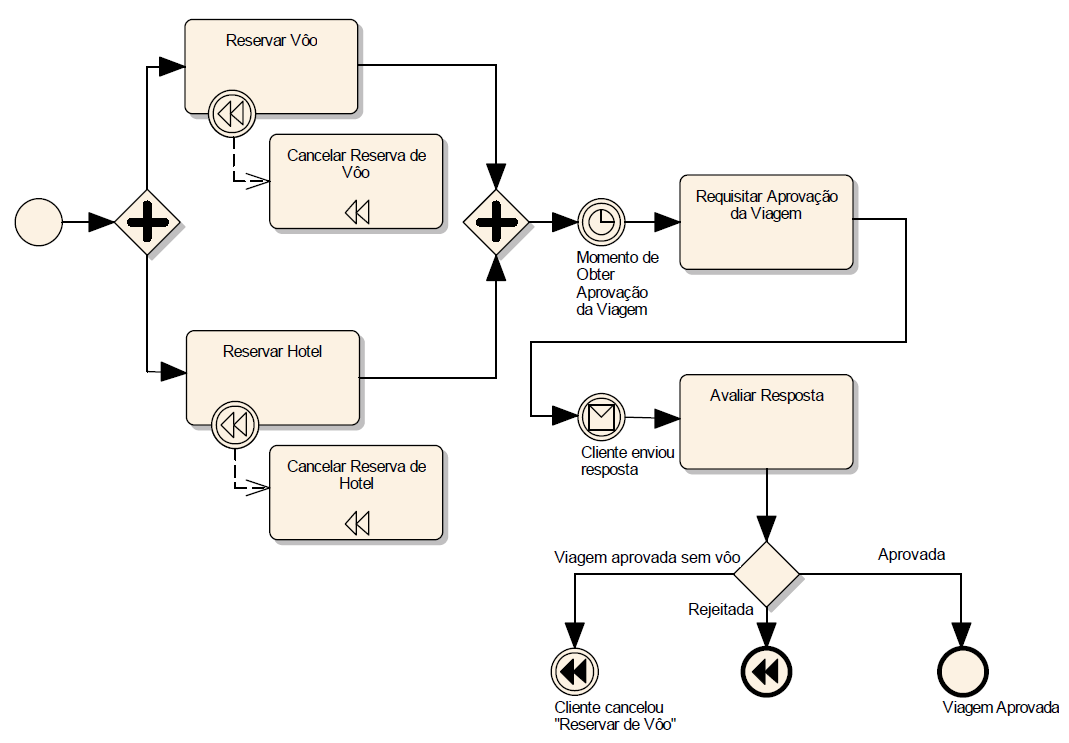 Reservar Vôo
Cancelar Reserva de
Vôo
Reservar Hotel
Cancelar Reserva de
Hotel
Momento de
Obter
Aprovação
da Viagem
Requisitar Aprovação
da Viagem
Cliente enviou
resposta
Avaliar Resposta
Viagem aprovada sem vôo
Rejeitada
Aprovada
Cliente cancelou
"Reservar de Vôo"
Viagem Aprovada